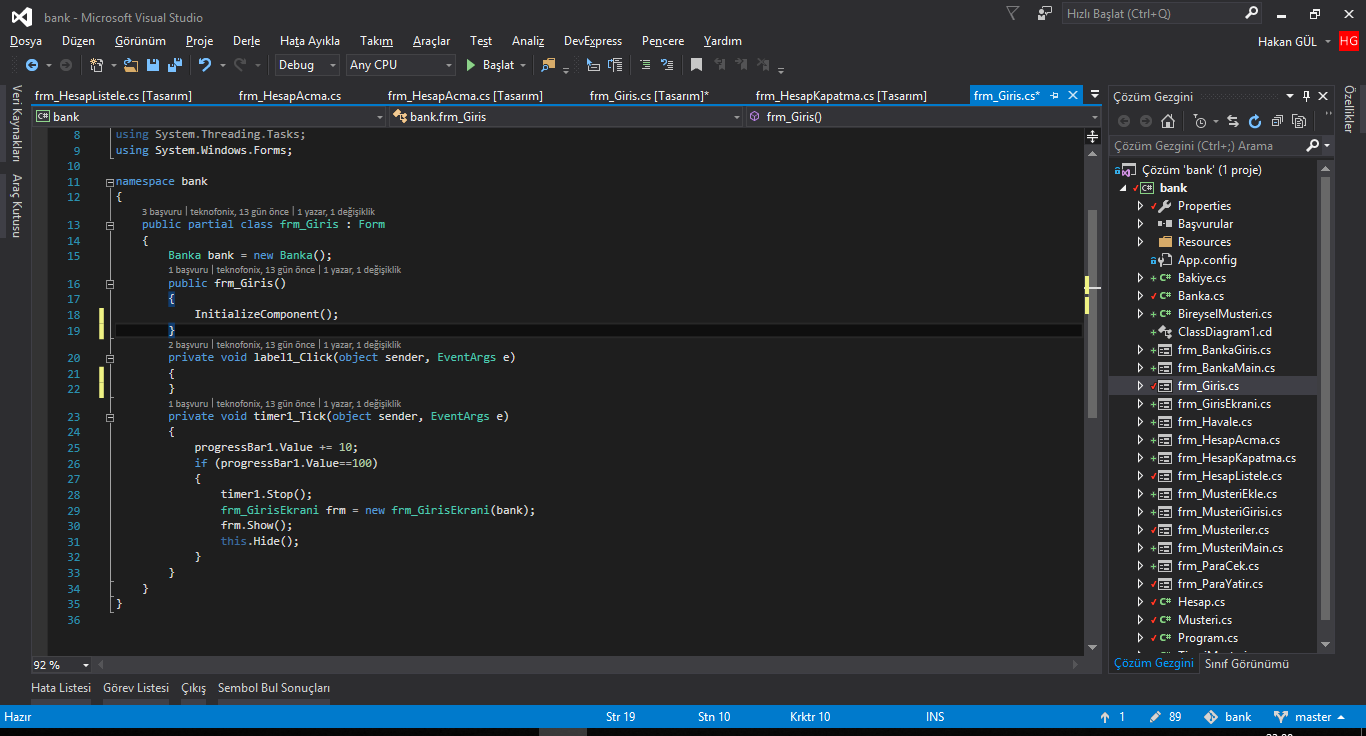 bank - Microsoft Visual Studio
Hızlı Başlat (Ctrl+Q)
Dosya Düzen Görünüm Proje Derle Hata Ayıkla Takım Araçlar Test Analiz DevExpress Pencere Yardım
Hakan GÜL HG
Debug Any CPU Başlat
Veri Kaynakları
Araç Kutusu
frm_HesapListele.cs [Tasarım] frm_HesapAcma.cs frm_HesapAcma.cs [Tasarım] frm_Giris.cs [Tasarım]* frm_HesapKapatma.cs [Tasarım] frm_Giris.cs*
C# bank bank.frm_Giris frm_Giris()
8 using System.Threading.Tasks;
9 using System.Windows.Forms;
10
11 namespace bank
12 {
3 başvuru | teknofonix, 13 gün önce | 1 yazar, 1 değişiklik
13 public partial class frm_Giris : Form
14 {
15 Banka bank = new Banka();
1 başvuru | teknofonix, 13 gün önce | 1 yazar, 1 değişiklik
16 public frm_Giris()
17 {
18 InitializeComponent();
19 }
2 başvuru | teknofonix, 13 gün önce | 1 yazar, 1 değişiklik
20 private void label1_Click(object sender, EventArgs e)
21 {
22 }
1 başvuru | teknofonix, 13 gün önce | 1 yazar, 1 değişiklik
23 private void timer1_Tick(object sender, EventArgs e)
24 {
25 progressBar1.Value += 10;
26 if (progressBar1.Value==100)
27 {
28 timer1.Stop();
29 frm_GirisEkrani frm = new frm_GirisEkrani(bank);
30 frm.Show();
31 this.Hide();
32 }
33 }
34 }
35 }
36
92 %
Çözüm Gezgini
Çözüm Gezgini (Ctrl+;) Arama
Çözüm 'bank' (1 proje)
C# bank
Properties
Başvurular
Resources
App.config
C# Bakiye.cs
C# Banka.cs
C# BireyselMusteri.cs
ClassDiagram1.cd
frm_BankaGiris.cs
frm_BankaMain.cs
frm_Giris.cs
frm_GirisEkrani.cs
frm_Havale.cs
frm_HesapAcma.cs
frm_HesapKapatma.cs
frm_HesapListele.cs
frm_MusteriEkle.cs
frm_MusteriGirisi.cs
frm_Musteriler.cs
frm_MusteriMain.cs
frm_ParaCek.cs
frm_ParaYatir.cs
C# Hesap.cs
C# Musteri.cs
C# Program.cs
Çözüm Gezgini Sınıf Görünümü
Özellikler
Hata Listesi Görev Listesi Çıkış Sembol Bul Sonuçları
Hazır Str 19 Stn 10 Krktr 10 INS 1 89 bank master